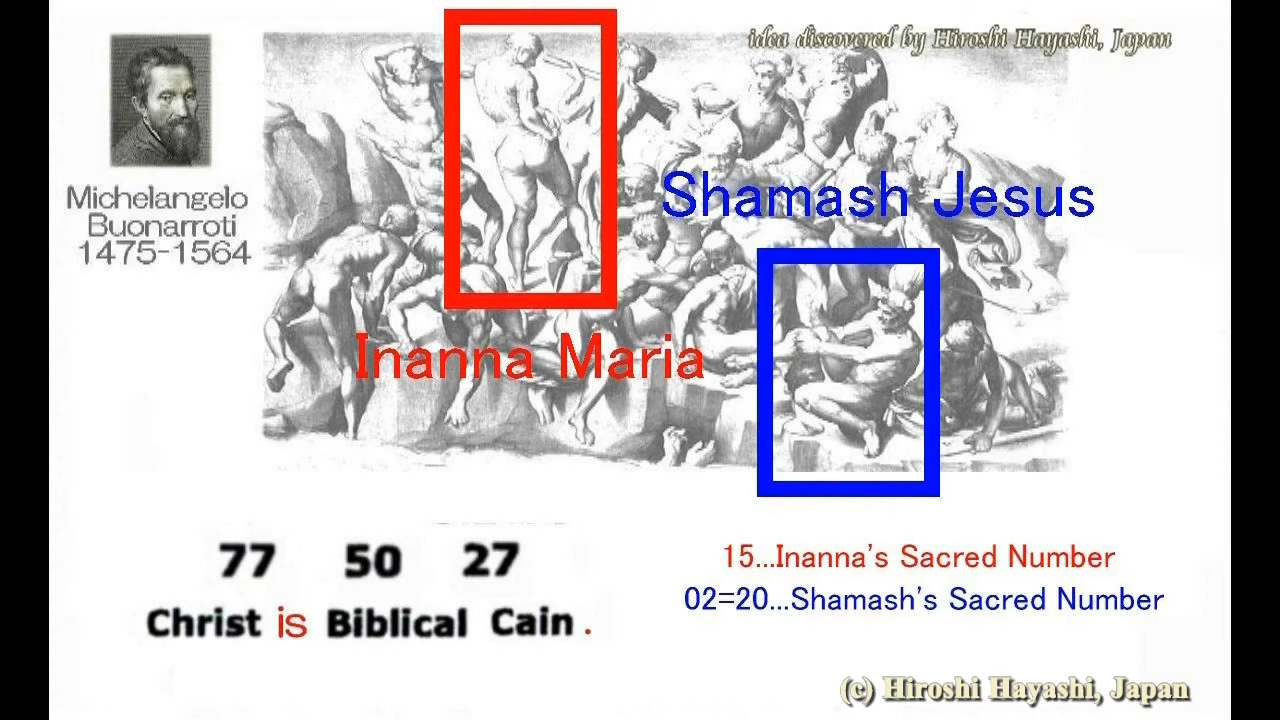 idea discovered by Hiroshi Hayashi, Japan
Michelangelo
Buonarroti
1475-1564
Shamash Jesus
Inanna Maria
77 50 27
Christ is Biblical Cain .
15...Inanna's Sacred Number
02=20...Shamash's Sacred Number
(c) Hiroshi Hayashi, Japan